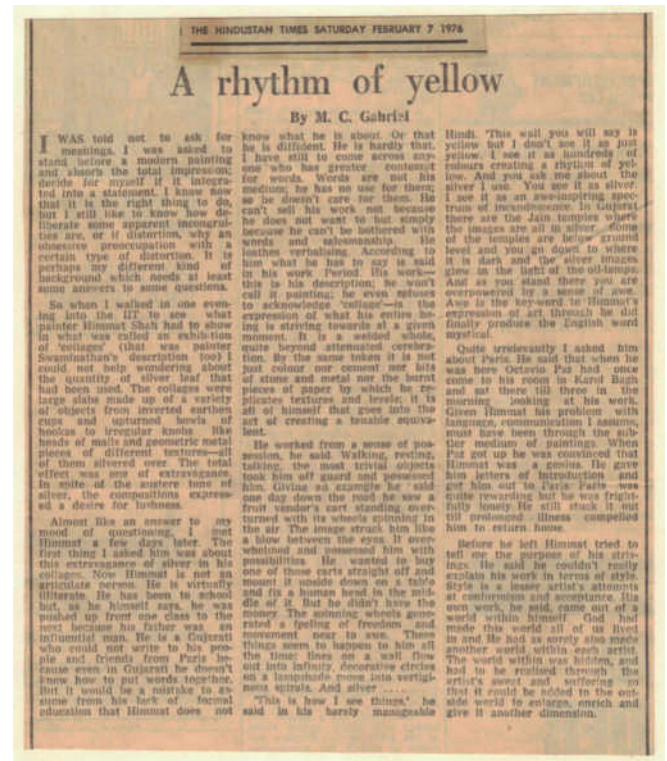 THE HINDUSTAN TIMES SATURDAY FEBRUARY 7 1976
A rhythm of yellow
By M. C. Gabriel
I WAS told not to ask for
meanings. I was asked to
stand before a modern painting
and absorb the total impression;
decide for myself if it integra-
ted into a statement. I know now
that it is the right thing to do,
but I still like to know how de-
liberate some apparent incongrui-
ties are, or if distortion, why an
obsessive preoccupation with a
certain type of distortion. It is
perhaps my different kind of
background which needs at least
some answers to some questions.
So when I walked in one even-
ing into the IIT to see what
painter Himmat Shah had to show
in what was called an exhibition
of 'collages' (that was painter
Swaminathan's description too) I
could not help wondering about
the quantity of silver leaf that
had been used. The collages were
large slabs made up of a variety
of objects from inverted earthen
cups and upturned bowls of
hookas to irregular knobs like
heads of nails and geometric metal
pieces of different textures—all
of them silvered over. The total
effect was one of extravagance.
In spite of the austere tone of
silver, the compositions express-
ed a desire for lushness.
Almost like an answer to my
mood of questioning, I met
Himmat a few days later. The
first thing I asked him was about
this extravagance of silver in his
collages. Now Himmat is not an
articulate person. He is virtually
illiterate. He has been to school
but, as he himself says, he was
pushed up from one class to the
next because his father was an
influential man. He is a Gujerati
who could not write to his peo-
ple and friends from Paris be-
cause even in Gujerati he doesn't
know how to put words together.
But it would be a mistake to as-
sume from his lack of formal
education that Himmat does not
know what he is about. Or that
he is diffident. He is hardly that.
I have still to come across any-
one who has greater contempt
for words. Words are not his
medium; he has no use for them;
so he doesn't care for them. He
can't sell his work not because
he does not want to but simply
because he can't be bothered with
words and salesmanship. He
loathes verbalising. According to
him what he has to say is said
in his work Period. His work—
this is his description; he won't
call it painting; he even refuses
to acknowledge 'collage'—is the
expression of what his entire be-
ing is striving towards at a given
moment. It is a welded whole,
quite beyond attenuated cerebra-
tion. By the same token it is not
just colour nor cement nor bits
of stone and metal nor the burnt
pieces of paper by which he re-
plicates textures and levels; it is
all of himself that goes into the
art of creating a tenable equiva-
lent.
He worked from a sense of pos-
session, he said. Walking, resting,
talking, the most trivial objects
took him off guard and possessed
him. Giving an example he said
one day down the road he saw a
fruit vendor's cart standing over-
turned with its wheels spinning in
the air. The image struck him like
a blow between the eyes. It over-
whelmed and possessed him with
possibilities. He wanted to buy
one of those carts straight off and
mount it upside down on a table
and fix a human head in the mid-
dle of it. But he didn't have the
money. The spinning wheels gene-
rated a feeling of freedom and
movement near to awe. These
things seem to happen to him all
the time: lines on a wall flow
out into infinity, decorative circles
on a lampshade move into vertigi-
nous spirals. And silver ....
'This is how I see things,' he
said in his barely manageable
Hindi. 'This wall you will say is
yellow but I don't see it as just
yellow. I see it as hundreds of
colours creating a rhythm of yel-
low. And you ask me about the
silver I use. You see it as silver.
I see it as an awe-inspiring spec-
trum of incandescence. In Gujarat
there are the Jain temples where
the images are all in silver. Some
of the temples are below ground
level and you go down to where
it is dark and the silver images
glow in the light of the oil-lamps.
And as you stand there you are
overpowered by a sense of awe.
Awe is the key-word to Himmat's
expression of art through he did
finally produce the English word
mystical.
Quite irrelevantly I asked him
about Paris. He said that when he
was here Octavio Paz had once
come to his room in Karol Bagh
and sat there till three in the
morning looking at his work.
Given Himmat his problem with
language, communication I assume,
must have been through the sub-
tler medium of paintings. When
Paz got up he was convinced that
Himmat was a genius. He gave
him letters of introduction and
got him out to Paris Paris was
quite rewarding but he was fright-
fully lonely He still stuck it out
till prolonged illness compelled
him to return home.
Before he left Himmat tried to
tell me the purpose of his striv-
ings. He said he couldn't really
explain his work in terms of style.
Style is a lesser artist's attempts
at conformism and acceptance. His
own work, he said, came out of a
world within himself. God had
made this world all of us lived
in and He had as surely also made
another world within each artist.
The world within was hidden, and
had to be realised through the
artist's sweat and suffering so
that it could be added to the out-
side world to enlarge, enrich and
give it another dimension.